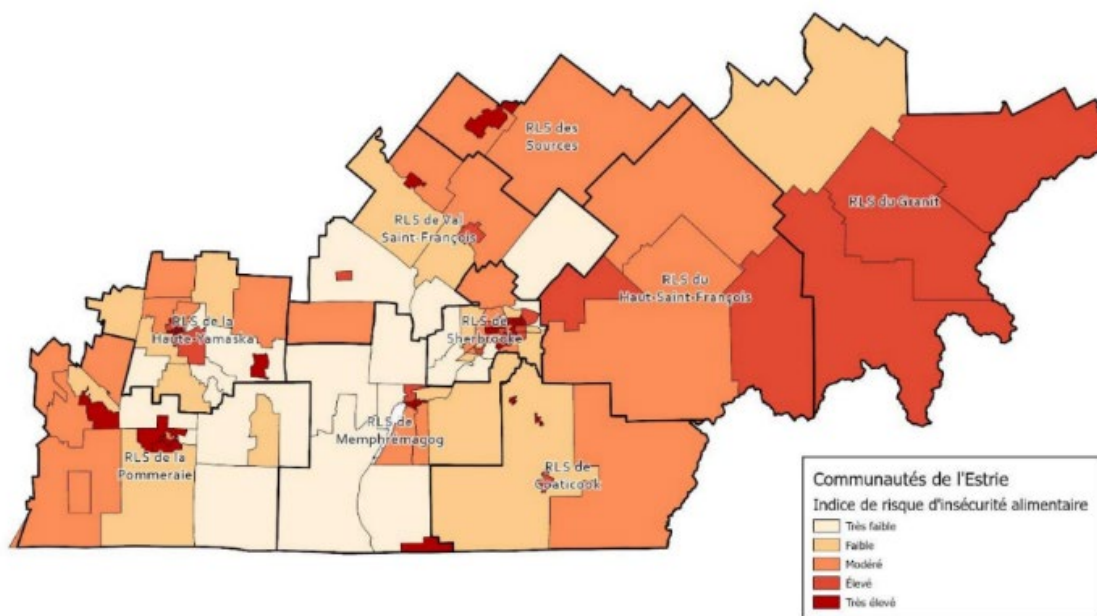 RLS des
Sources
RLS du Granit
RLS de Val
Saint-François
RLS du
Haut-Saint-François
RLS de la
Haute-Yamaska
RLS de
Sherbrooke
RLS de
Memphrémagog
RLS de la
Pommeraie
RLS de
Coaticook
Communautés de l'Estrie
Indice de risque d'insécurité alimentaire
Très faible
Faible
Modéré
Élevé
Très élevé